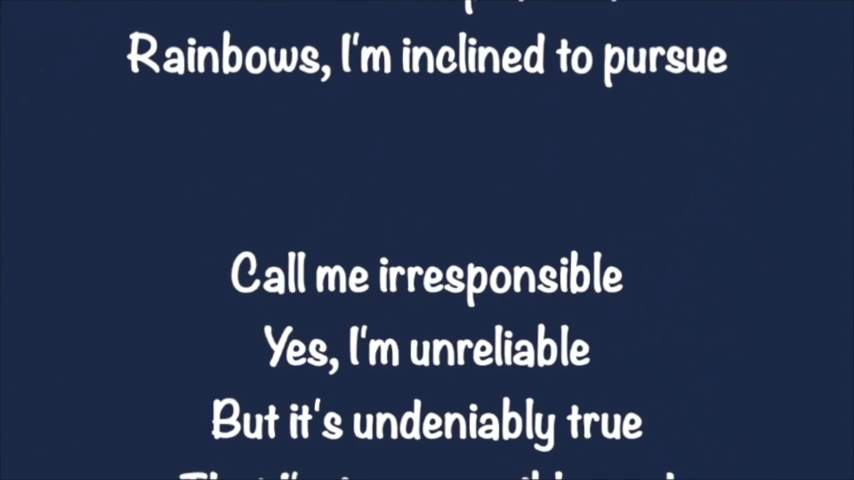 Rainbows, I'm inclined to pursue
Call me irresponsible
Yes, I'm unreliable
But it's undeniably true